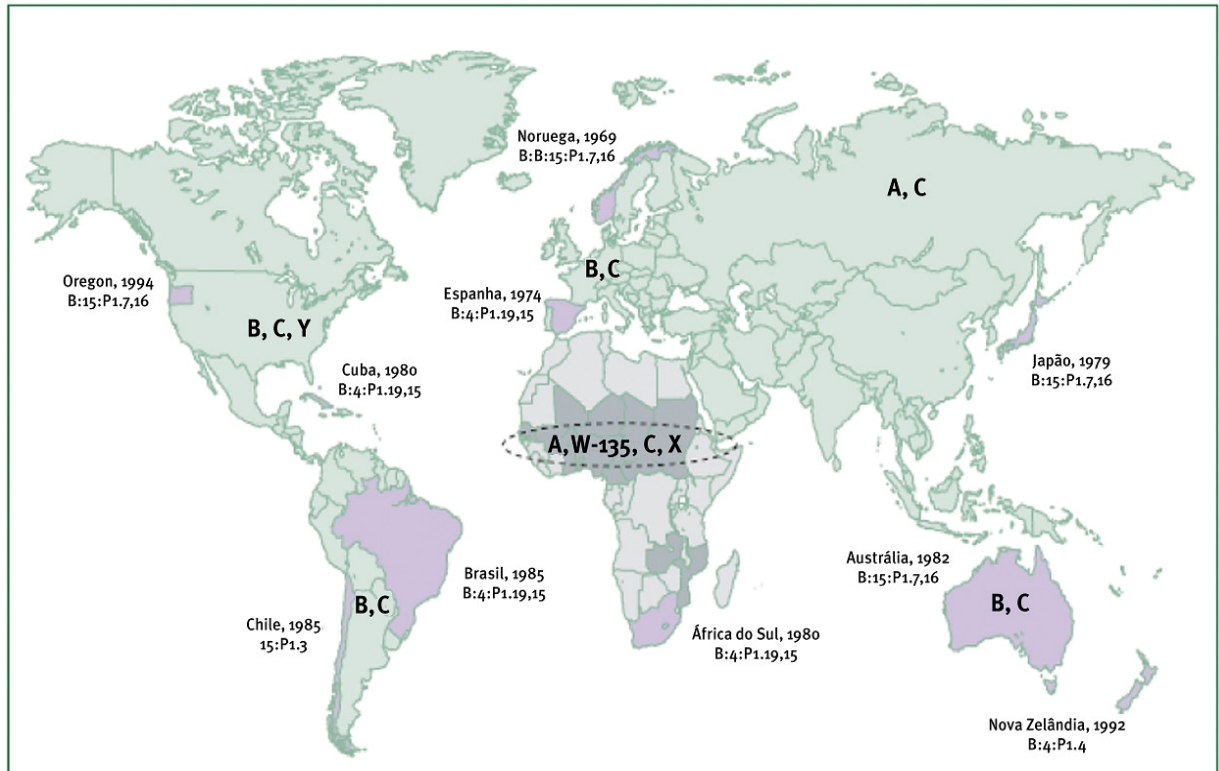 Noruega, 1969
B:B:15:P1.7,16
A, C
Oregon, 1994
B:15:P1.7,16
B, C
Espanha, 1974
B:4:P1.19,15
B, C, Y
Japão, 1979
B:15:P1.7,16
Cuba, 1980
B:4:P1.19,15
A, W-135, C, X
Austrália, 1982
B:15:P1.7,16
Brasil, 1985
B:4:P1.19,15
B, C
B, C
Chile, 1985
15:P1.3
África do Sul, 1980
B:4:P1.19,15
Nova Zelândia, 1992
B:4:P1.4